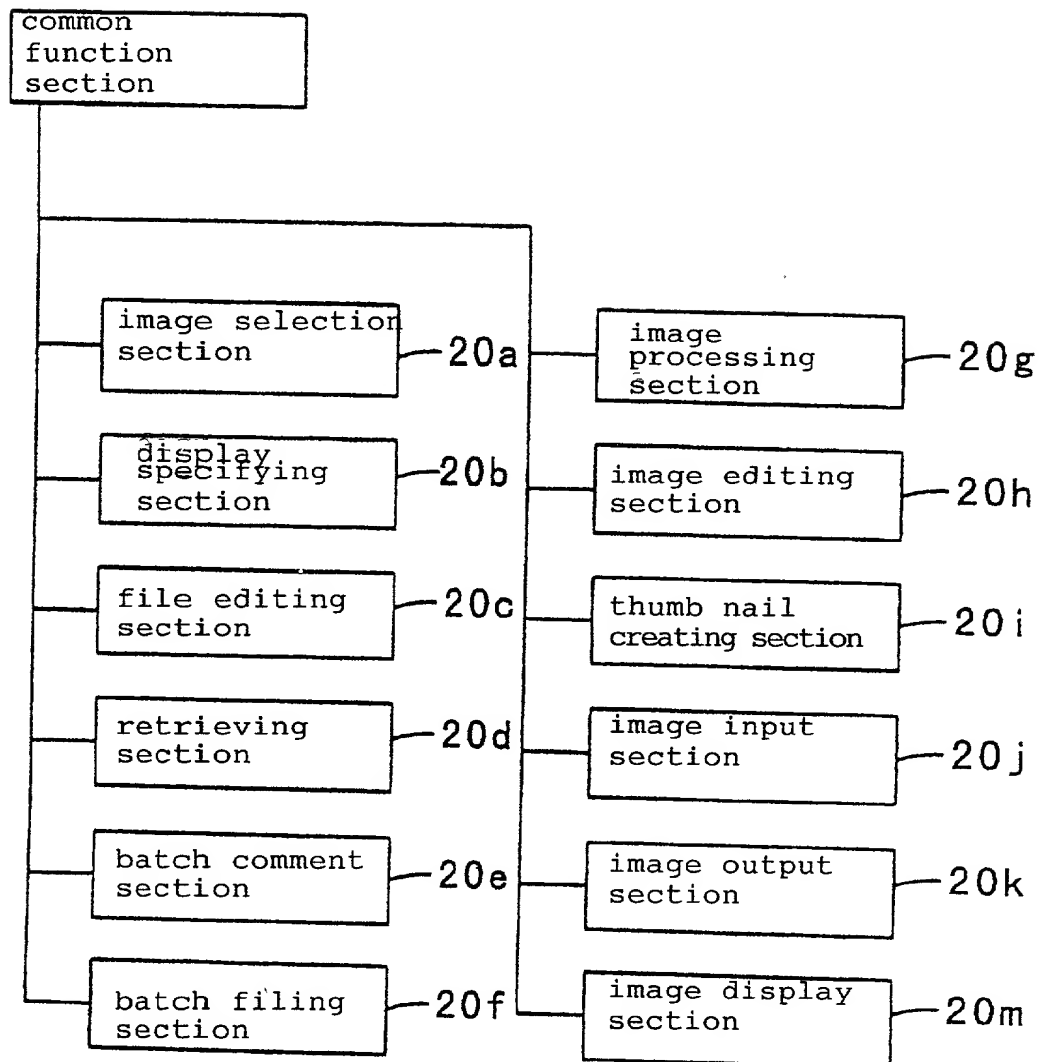 common
function
section
image selection
section
20a
display
specifying
section
20b
file editing
section
20c
retrieving
section
20d
batch comment
section
20e
batch filing
section
20f
image
processing
section
20g
image editing
section
20h
thumb nail
creating section
20i
image input
section
20j
image output
section
20k
image display
section
20m